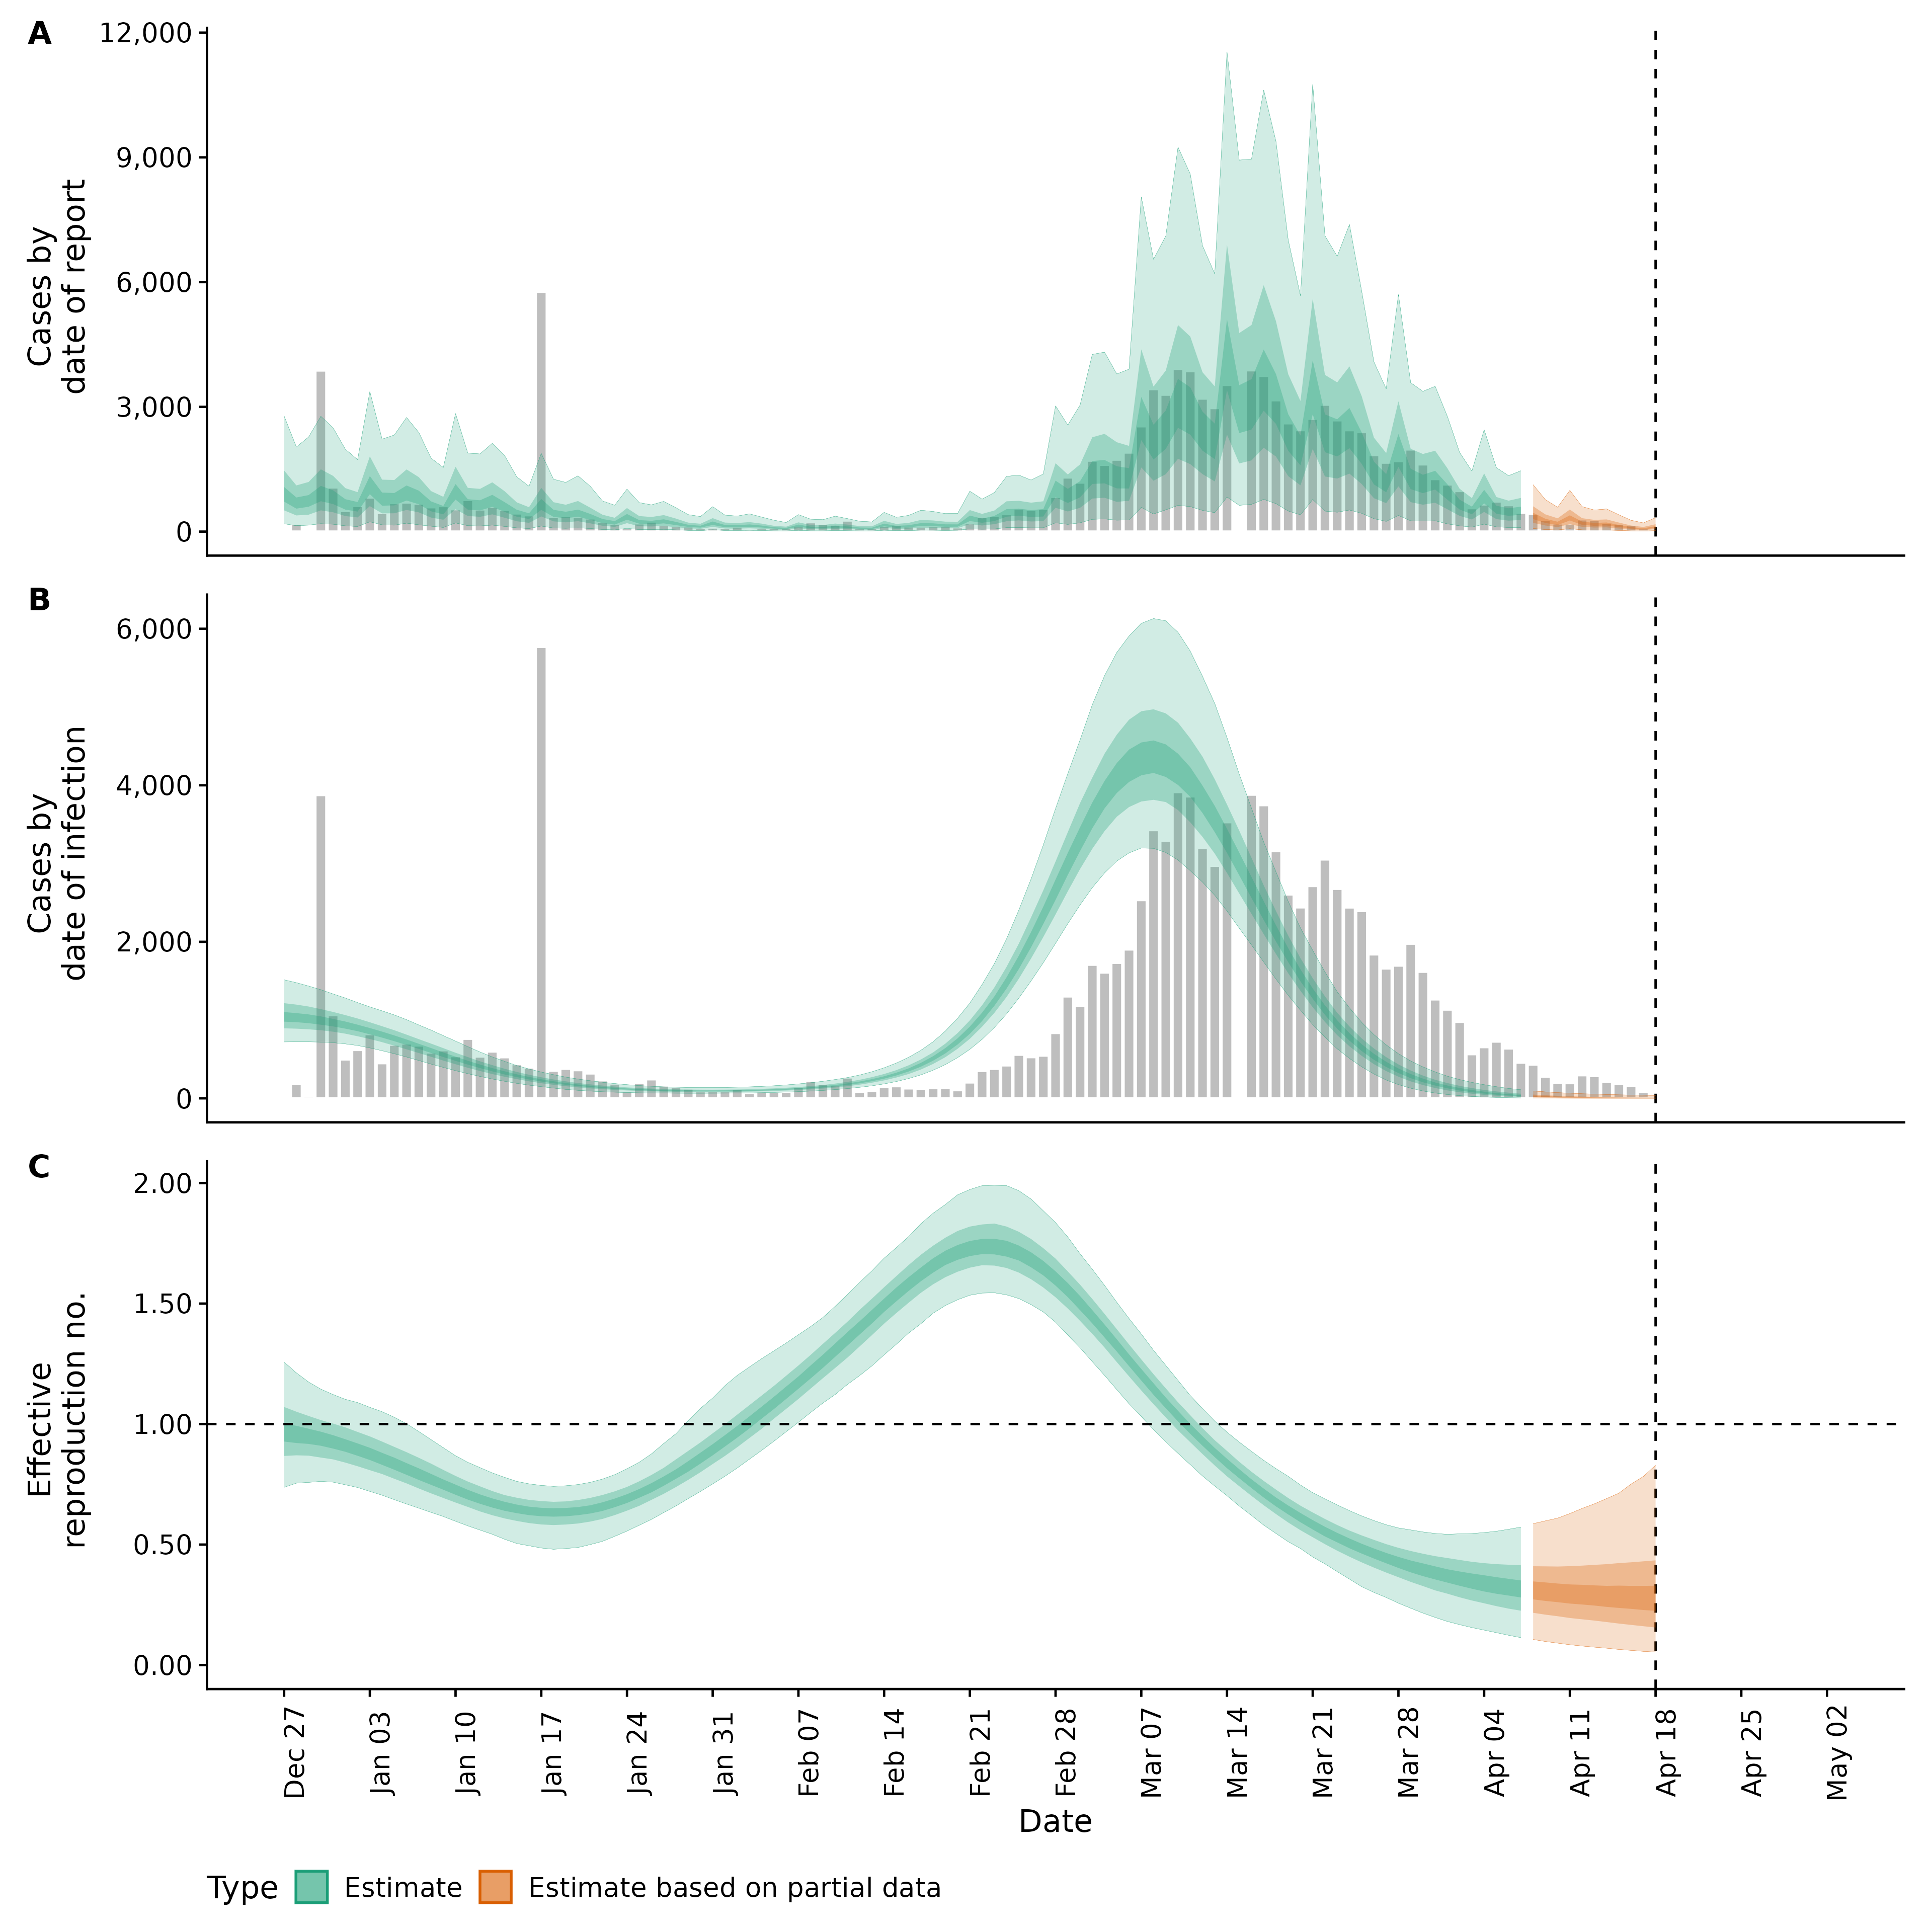 A
Cases by
date of report
12,000
9,000
6,000
3,000
0
B
Cases by
date of infection
6,000
4,000
2,000
0
C
Effective
reproduction no.
2.00
1.50
1.00
0.50
0.00
Dec 27
Jan 03
Jan 10
Jan 17
Jan 24
Jan 31
Feb 07
Feb 14
Feb 21
Feb 28
Mar 07
Mar 14
Mar 21
Mar 28
Apr 04
Apr 11
Apr 18
Apr 25
May 02
Date
Type Estimate Estimate based on partial data